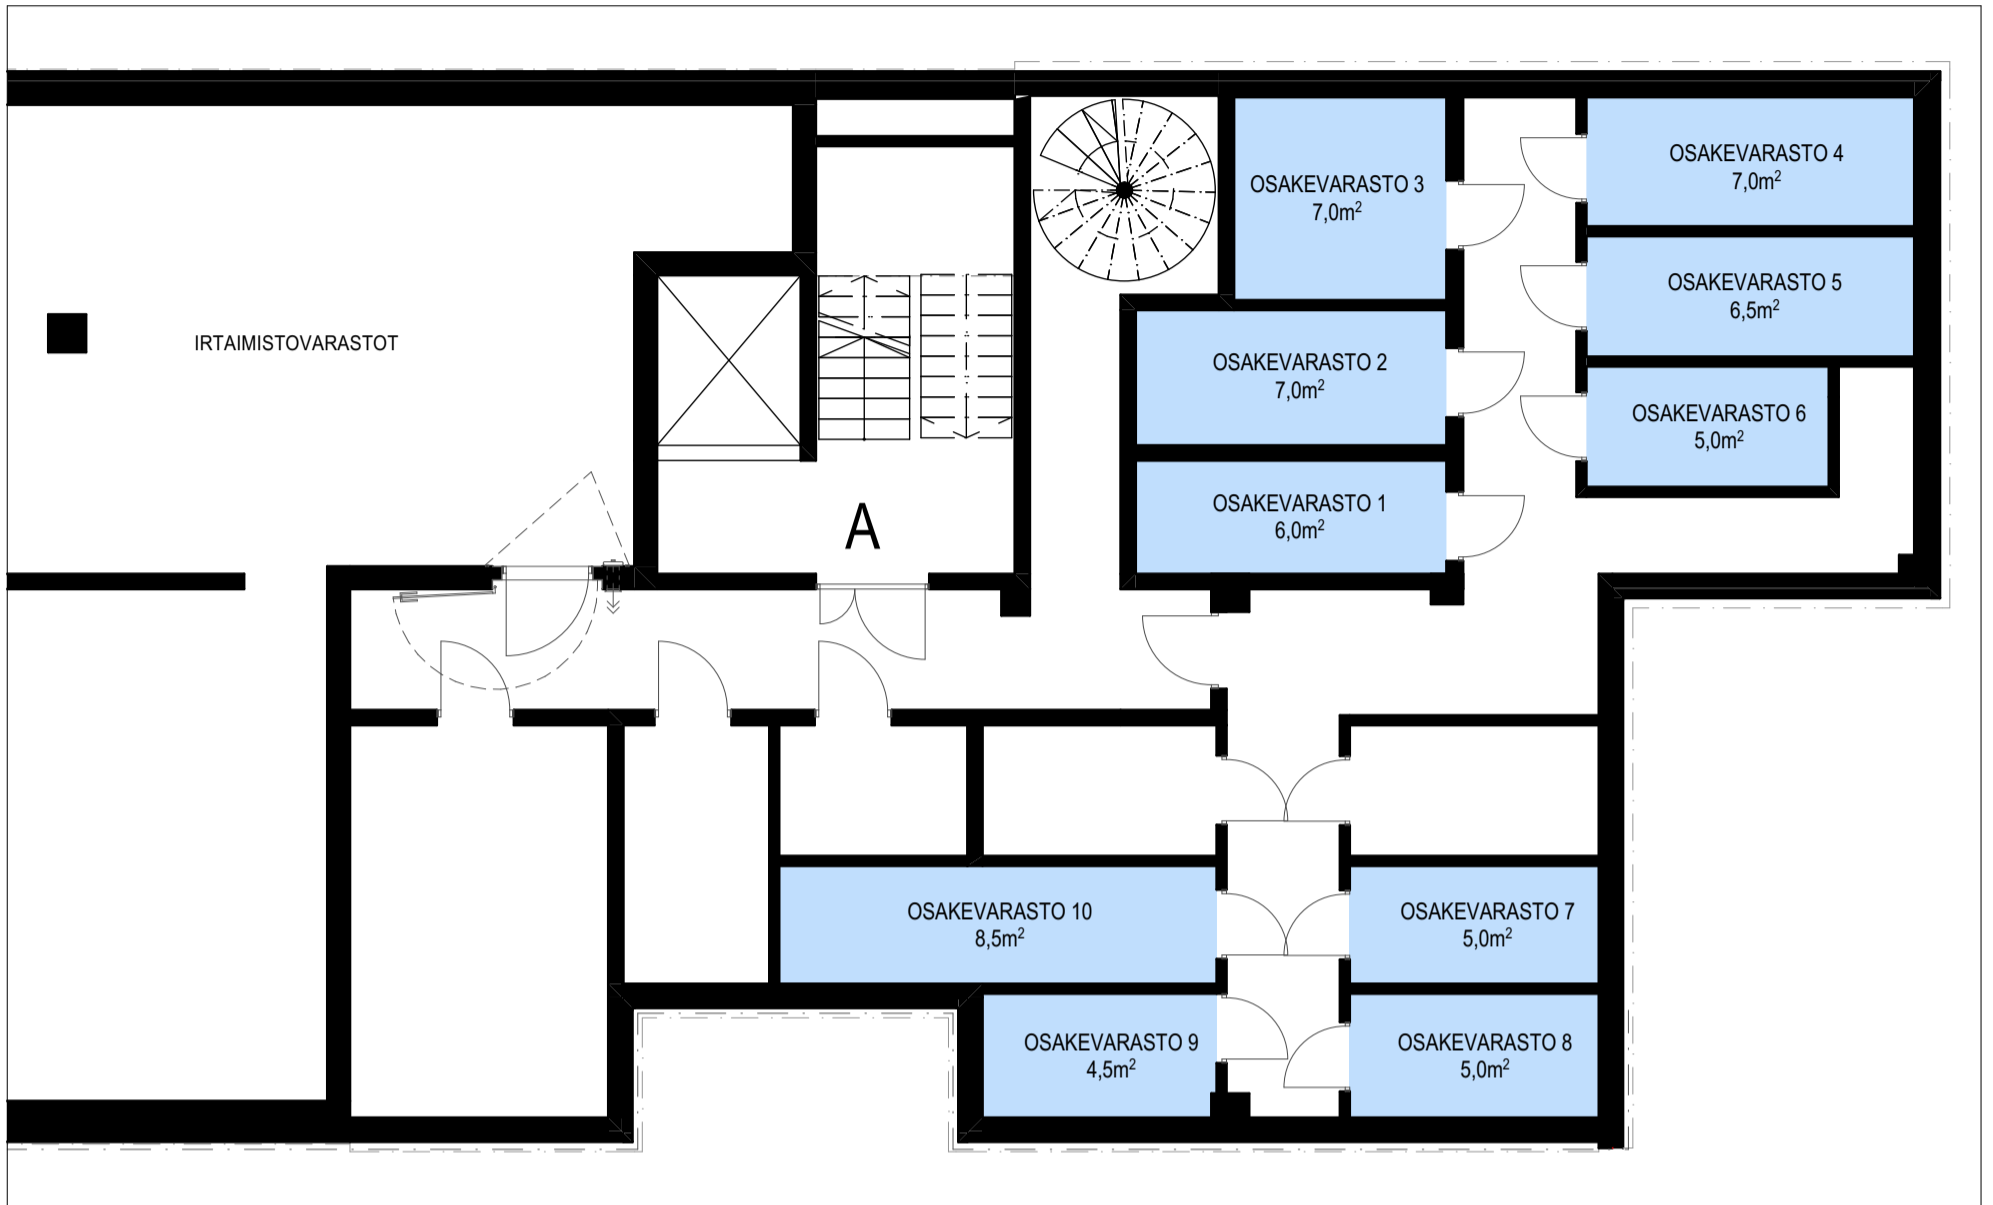 OSAKEVARASTO 4
7,0m²
OSAKEVARASTO 3
7,0m²
OSAKEVARASTO 5
6,5m²
IRTAIMISTOVARASTOT
OSAKEVARASTO 2
7,0m²
OSAKEVARASTO 6
5,0m²
OSAKEVARASTO 1
6,0m²
A
OSAKEVARASTO 10
8,5m²
OSAKEVARASTO 7
5,0m²
OSAKEVARASTO 9
4,5m²
OSAKEVARASTO 8
5,0m²